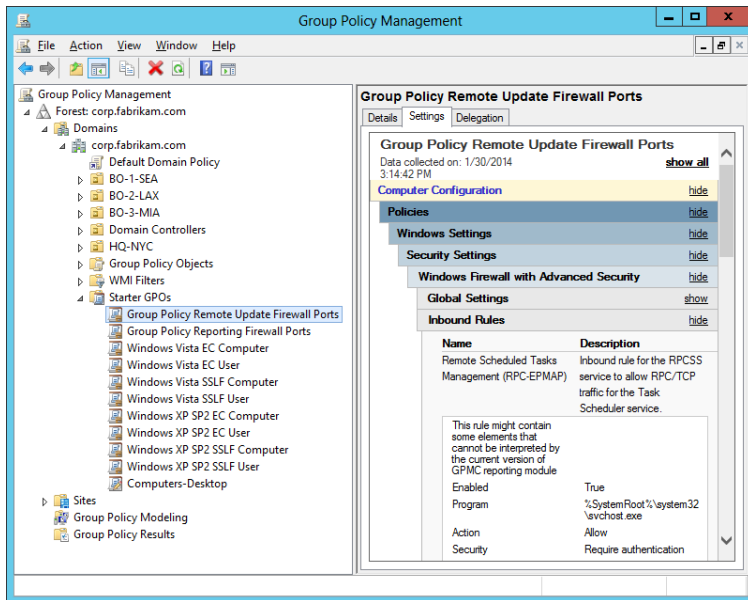 Group Policy Management
File Action View Window Help
Group Policy Management
Forest: corp.fabrikam.com
Domains
corp.fabrikam.com
Default Domain Policy
BO-1-SEA
BO-2-LAX
BO-3-MIA
Domain Controllers
HQ-NYC
Group Policy Objects
WMI Filters
Starter GPOs
Group Policy Remote Update Firewall Ports
Group Policy Reporting Firewall Ports
Windows Vista EC Computer
Windows Vista EC User
Windows Vista SSLF Computer
Windows Vista SSLF User
Windows XP SP2 EC Computer
Windows XP SP2 EC User
Windows XP SP2 SSLF Computer
Windows XP SP2 SSLF User
Computers-Desktop
Sites
Group Policy Modeling
Group Policy Results
Group Policy Remote Update Firewall Ports
Details Settings Delegation
Group Policy Remote Update Firewall Ports
Data collected on: 1/30/2014 show all
3:14:42 PM
Computer Configuration hide
Policies hide
Windows Settings hide
Security Settings hide
Windows Firewall with Advanced Security hide
Global Settings show
Inbound Rules hide
Name Description
Remote Scheduled Tasks Inbound rule for the RPCSS
Management (RPC-EPMAP) service to allow RPC/TCP
traffic for the Task
Scheduler service.
This rule might contain
some elements that
cannot be interpreted by
the current version of
GPMC reporting module
Enabled True
Program %SystemRoot%\system32
\svchost.exe
Action Allow
Security Require authentication